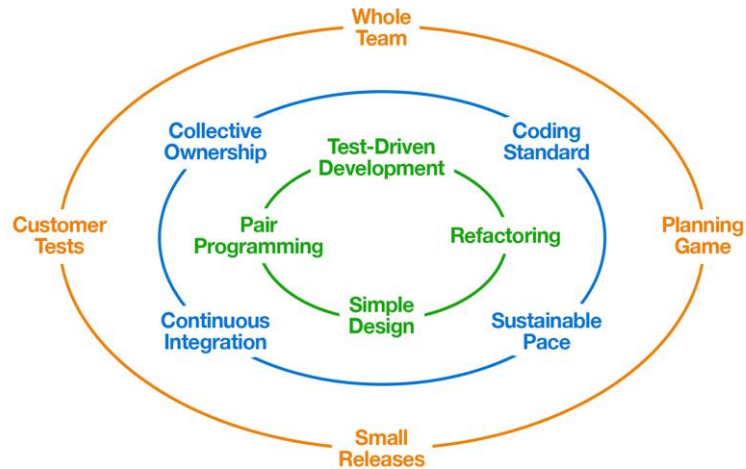 Whole
Team
Collective
Ownership
Coding
Standard
Test-Driven
Development
Customer
Tests
Pair
Programming
Refactoring
Planning
Game
Simple
Design
Continuous
Integration
Sustainable
Pace
Small
Releases